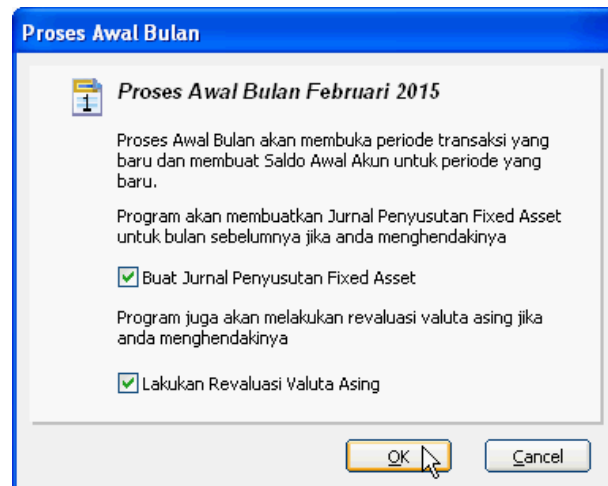 Proses Awal Bulan
1
Proses Awal Bulan Februari 2015
Proses Awal Bulan akan membuka periode transaksi yang
baru dan membuat Saldo Awal Akun untuk periode yang
baru.
Program akan membuatkan Jurnal Penyusutan Fixed Asset
untuk bulan sebelumnya jika anda menghendakinya
Buat Jurnal Penyusutan Fixed Asset
Program juga akan melakukan revaluasi valuta asing jika
anda menghendakinya
Lakukan Revaluasi Valuta Asing
OK
Cancel